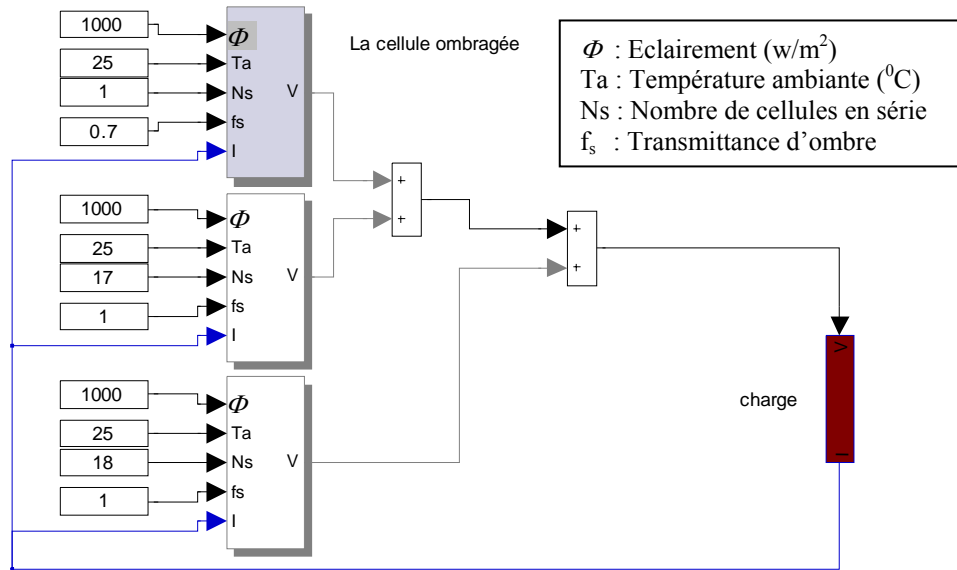 1000
Φ
25
Ta
1
Ns
V
0.7
fs
I
La cellule ombragée
Φ : Eclairement (w/m²)
Ta : Température ambiante (⁰C)
Ns : Nombre de cellules en série
fₛ : Transmittance d'ombre
+
+
1000
Φ
25
Ta
17
Ns
V
1
fs
I
+
+
1000
Φ
25
Ta
18
Ns
V
1
fs
I
V
charge
I